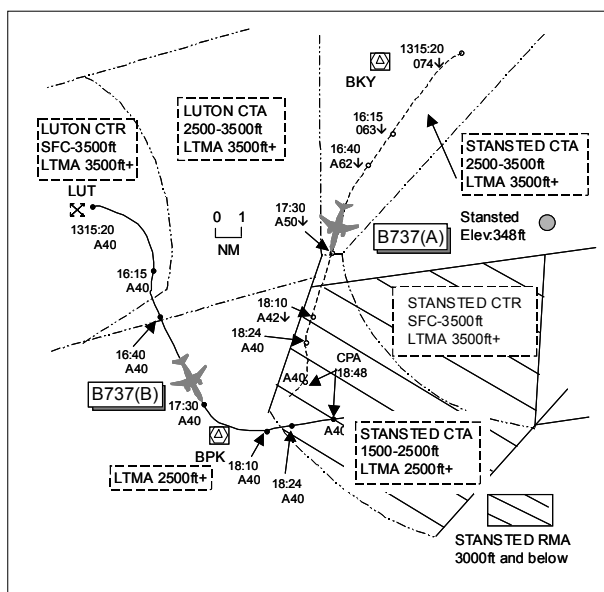 1315:20
074↓
BKY
LUTON CTA
2500-3500ft
LTMA 3500ft+
LUTON CTR
SFC-3500ft
LTMA 3500ft+
16:15
063↓
16:40
A62↓
STANSTED CTA
2500-3500ft
LTMA 3500ft+
LUT
1315:20
A40
0 1
NM
17:30
A50↓
B737(A)
Stansted
Elev:348ft
16:15
A40
STANSTED CTR
SFC-3500ft
LTMA 3500ft+
18:10
A42↓
16:40
A40
18:24
A40
CPA
18:48
A40
B737(B)
17:30
A40
A40
BPK
STANSTED CTA
1500-2500ft
LTMA 2500ft+
LTMA 2500ft+
18:10
A40
18:24
A40
STANSTED RMA
3000ft and below